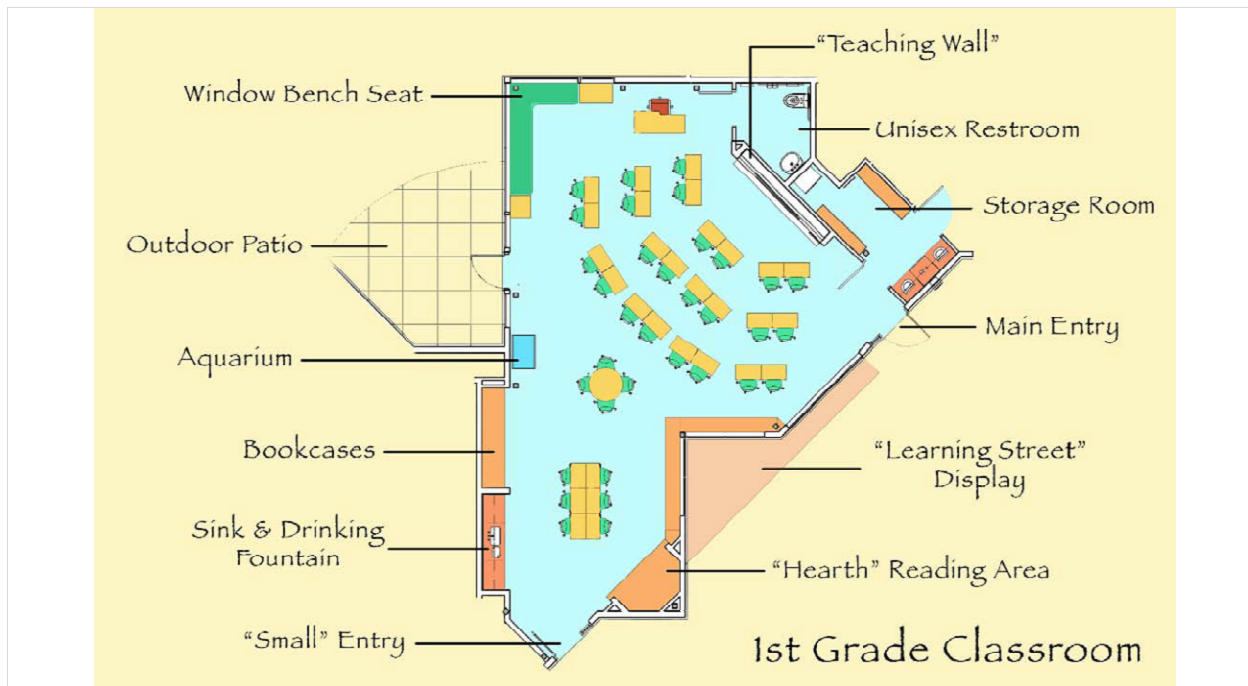 "Teaching Wall"
Window Bench Seat
Unisex Restroom
Storage Room
Outdoor Patio
Main Entry
Aquarium
Bookcases
"Learning Street"
Display
Sink & Drinking
Fountain
"Hearth" Reading Area
"Small" Entry
1st Grade Classroom